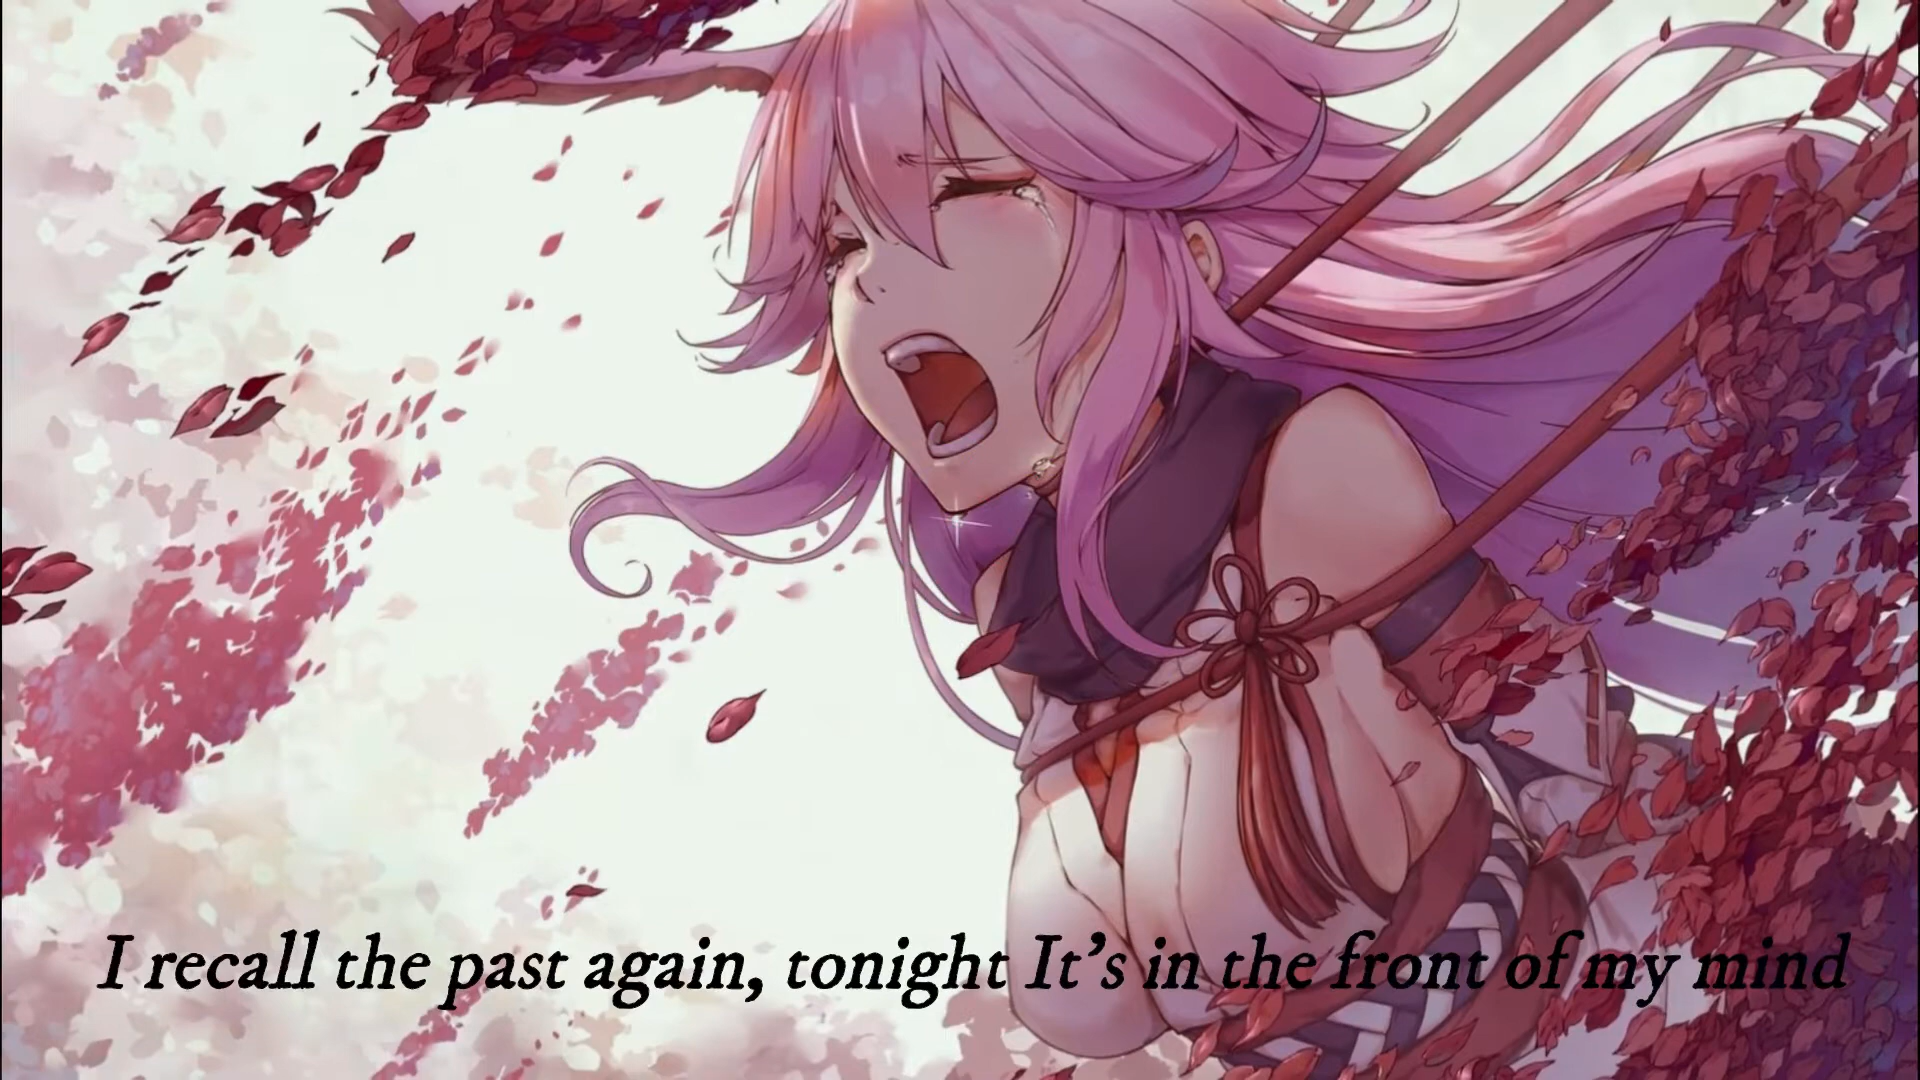 I recall the past again, tonight It's in the front of my mind